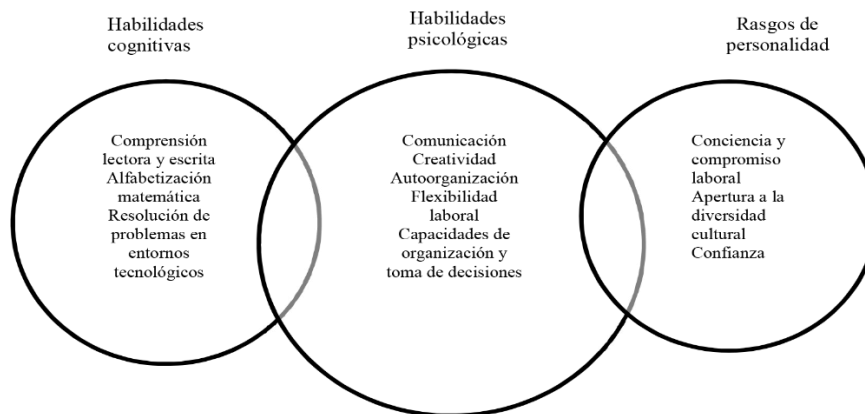 Habilidades
cognitivas
Habilidades
psicológicas
Rasgos de
personalidad
Comprensión
lectora y escrita
Alfabetización
matemática
Resolución de
problemas en
entornos
tecnológicos
Comunicación
Creatividad
Autoorganización
Flexibilidad
laboral
Capacidades de
organización y
toma de decisiones
Conciencia y
compromiso
laboral
Apertura a la
diversidad
cultural
Confianza